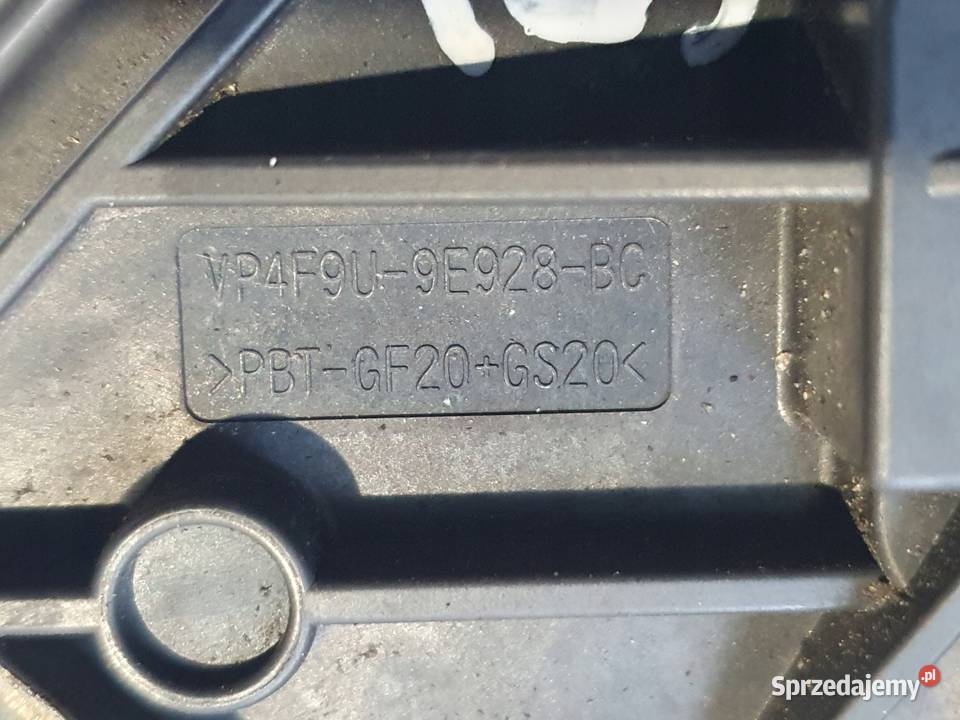 VP4F9U-9E928-BC
>PBT-GF20+GS20<
Sprzedajemy.pl